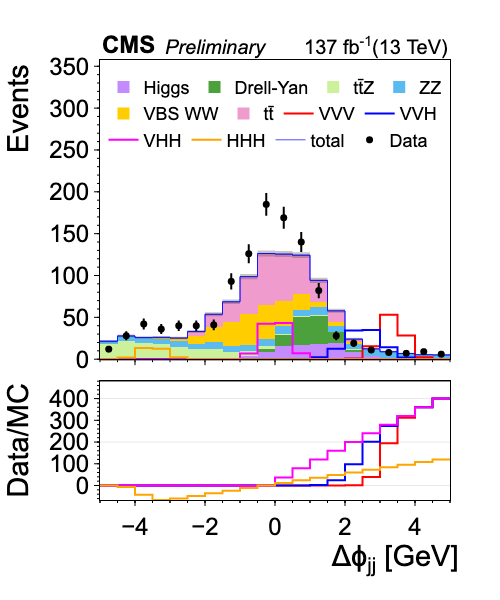 CMS Preliminary 137 fb⁻¹(13 TeV)
Events
350
300
250
200
150
100
50
0
Higgs Drell-Yan tt̄Z ZZ
VBS WW tt̄ VVV VVH
VHH HHH total Data
Data/MC
400
300
200
100
0
−4 −2 0 2 4
Δϕjj [GeV]